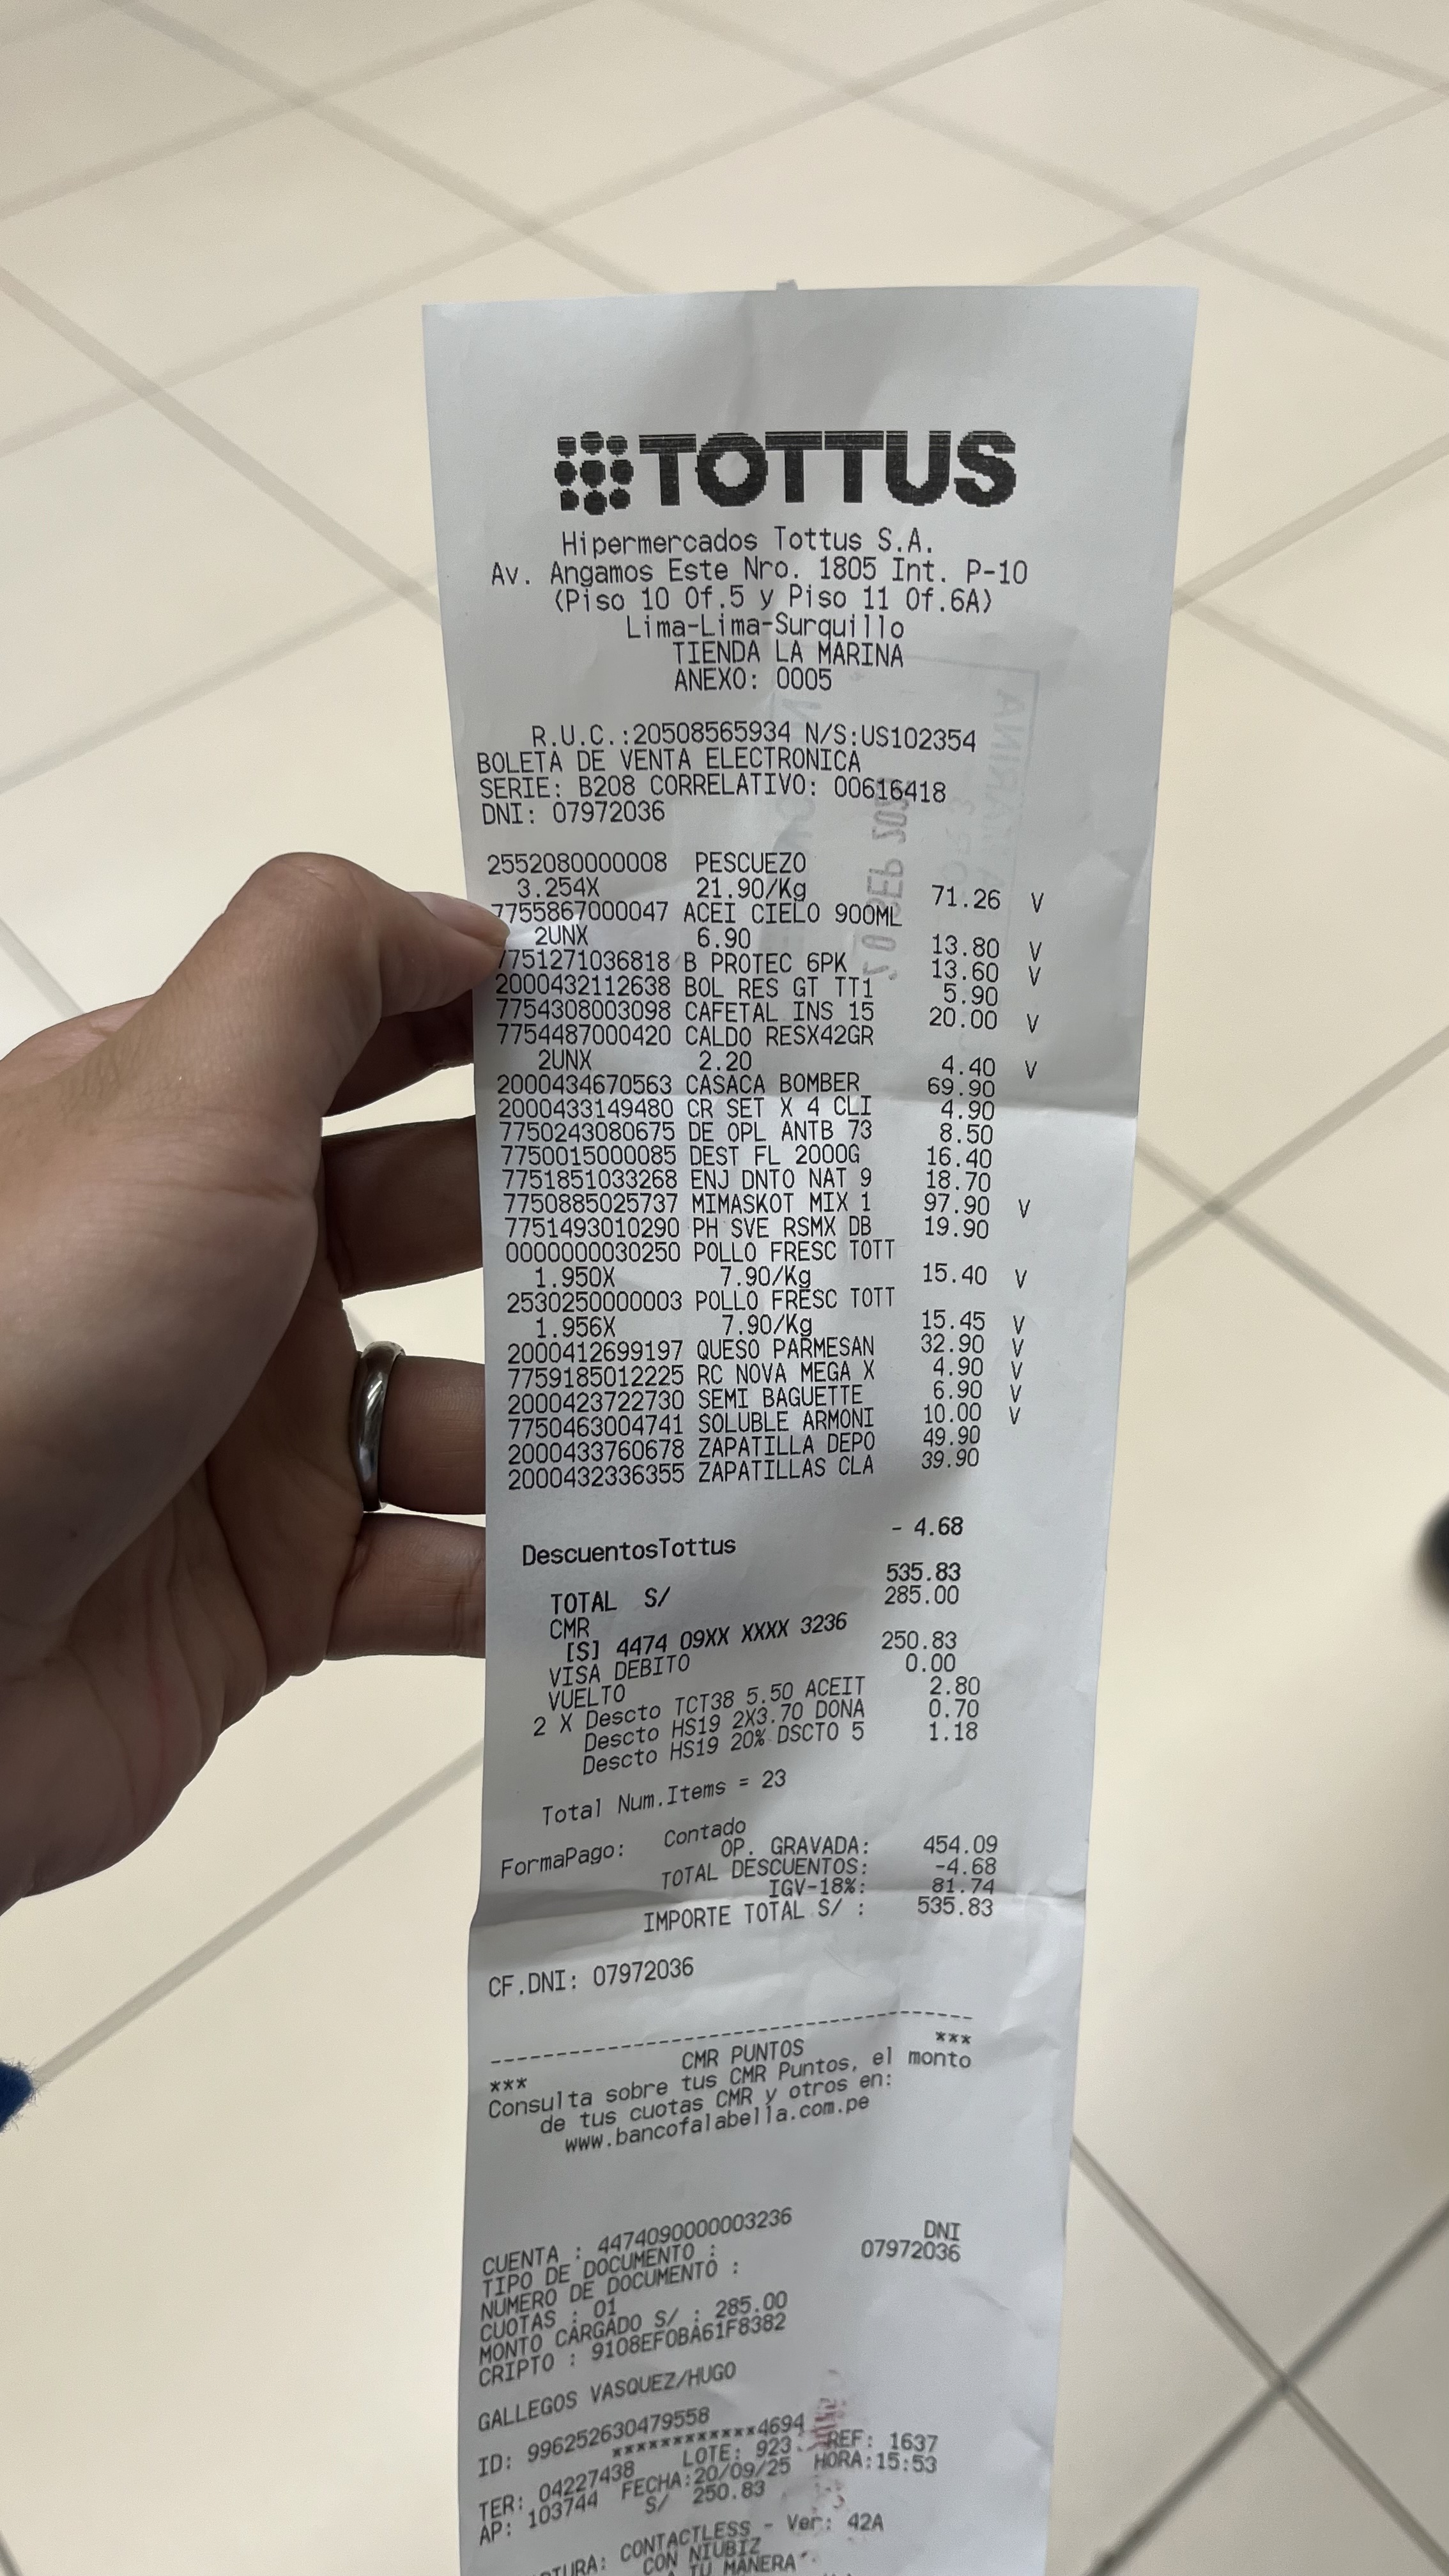 TOTTUS
Hipermercados Tottus S.A.
Av. Angamos Este Nro. 1805 Int. P-10
(Piso 10 Of.5 y Piso 11 Of.6A)
Lima-Lima-Surquillo
TIENDA LA MARINA
ANEXO: 0005
R.U.C.:20508565934 N/S:US102354
BOLETA DE VENTA ELECTRONICA
SERIE: B208 CORRELATIVO: 00616418
DNI: 07972036
2552080000008 PESCUEZO
3.254X 21.90/Kg 71.26 V
7755867000047 ACEI CIELO 900ML
2UNX 6.90 13.80 V
7751271036818 B PROTEC 6PK 13.60 V
2000432112638 BOL RES GT TT1 5.90
7754308003098 CAFETAL INS 15 20.00 V
7754487000420 CALDO RESX42GR
2UNX 2.20 4.40 V
2000434670563 CASACA BOMBER 69.90
2000433149480 CR SET X 4 CLI 4.90
7750243080675 DE OPL ANTB 73 8.50
7750015000085 DEST FL 2000G 16.40
7751851033268 ENJ DNTO NAT 9 18.70
7750885025737 MIMASKOT MIX 1 97.90 V
7751493010290 PH SVE RSMX DB 19.90
0000000030250 POLLO FRESC TOTT
1.950X 7.90/Kg 15.40 V
2530250000003 POLLO FRESC TOTT
1.956X 7.90/Kg 15.45 V
2000412699197 QUESO PARMESAN 32.90 V
7759185012225 RC NOVA MEGA X 4.90 V
2000423722730 SEMI BAGUETTE 6.90 V
7750463004741 SOLUBLE ARMONI 10.00 V
2000433760678 ZAPATILLA DEPO 49.90
2000432336355 ZAPATILLAS CLA 39.90
DescuentosTottus - 4.68
TOTAL S/ 535.83
CMR 285.00
[S] 4474 09XX XXXX 3236
VISA DEBITO 250.83
VUELTO 0.00
2 X Descto TCT38 5.50 ACEIT 2.80
Descto HS19 2X3.70 DONA 0.70
Descto HS19 20% DSCTO 5 1.18
Total Num.Items = 23
FormaPago: Contado
OP. GRAVADA: 454.09
TOTAL DESCUENTOS: -4.68
IGV-18%: 81.74
IMPORTE TOTAL S/ : 535.83
CF.DNI: 07972036
--------------------------------------
*** CMR PUNTOS ***
Consulta sobre tus CMR Puntos, el monto
de tus cuotas CMR y otros en:
www.bancofalabella.com.pe
CUENTA : 4474090000003236
TIPO DE DOCUMENTO : DNI
NUMERO DE DOCUMENTO : 07972036
CUOTAS : 01
MONTO CARGADO S/ : 285.00
CRIPTO : 9108EF0BA61F8382
GALLEGOS VASQUEZ/HUGO
ID: 996252630479558
************4694
TER: 04227438 LOTE: 923 REF: 1637
AP: 103744 FECHA:20/09/25 HORA:15:53
S/ 250.83
CONTACTLESS - Ver: 42A
CON NIUBIZ
TU MANERA